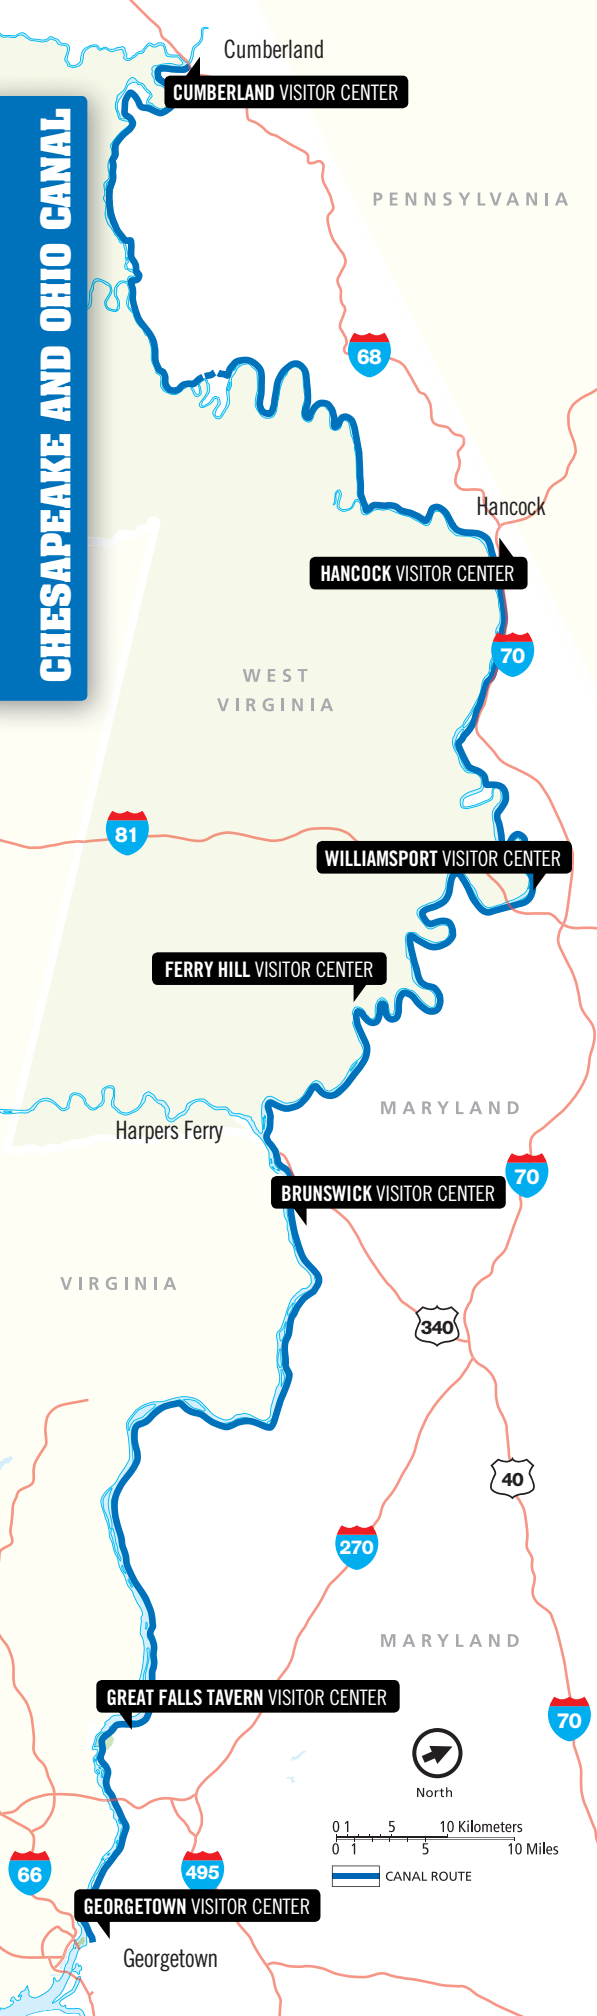 Cumberland
CUMBERLAND VISITOR CENTER
CHESAPEAKE AND OHIO CANAL
PENNSYLVANIA
68
Hancock
HANCOCK VISITOR CENTER
70
WEST
VIRGINIA
81
WILLIAMSPORT VISITOR CENTER
FERRY HILL VISITOR CENTER
MARYLAND
Harpers Ferry
70
BRUNSWICK VISITOR CENTER
VIRGINIA
340
40
270
MARYLAND
GREAT FALLS TAVERN VISITOR CENTER
70
North
0 1 5 10 Kilometers
0 1 5 10 Miles
CANAL ROUTE
66
495
GEORGETOWN VISITOR CENTER
Georgetown